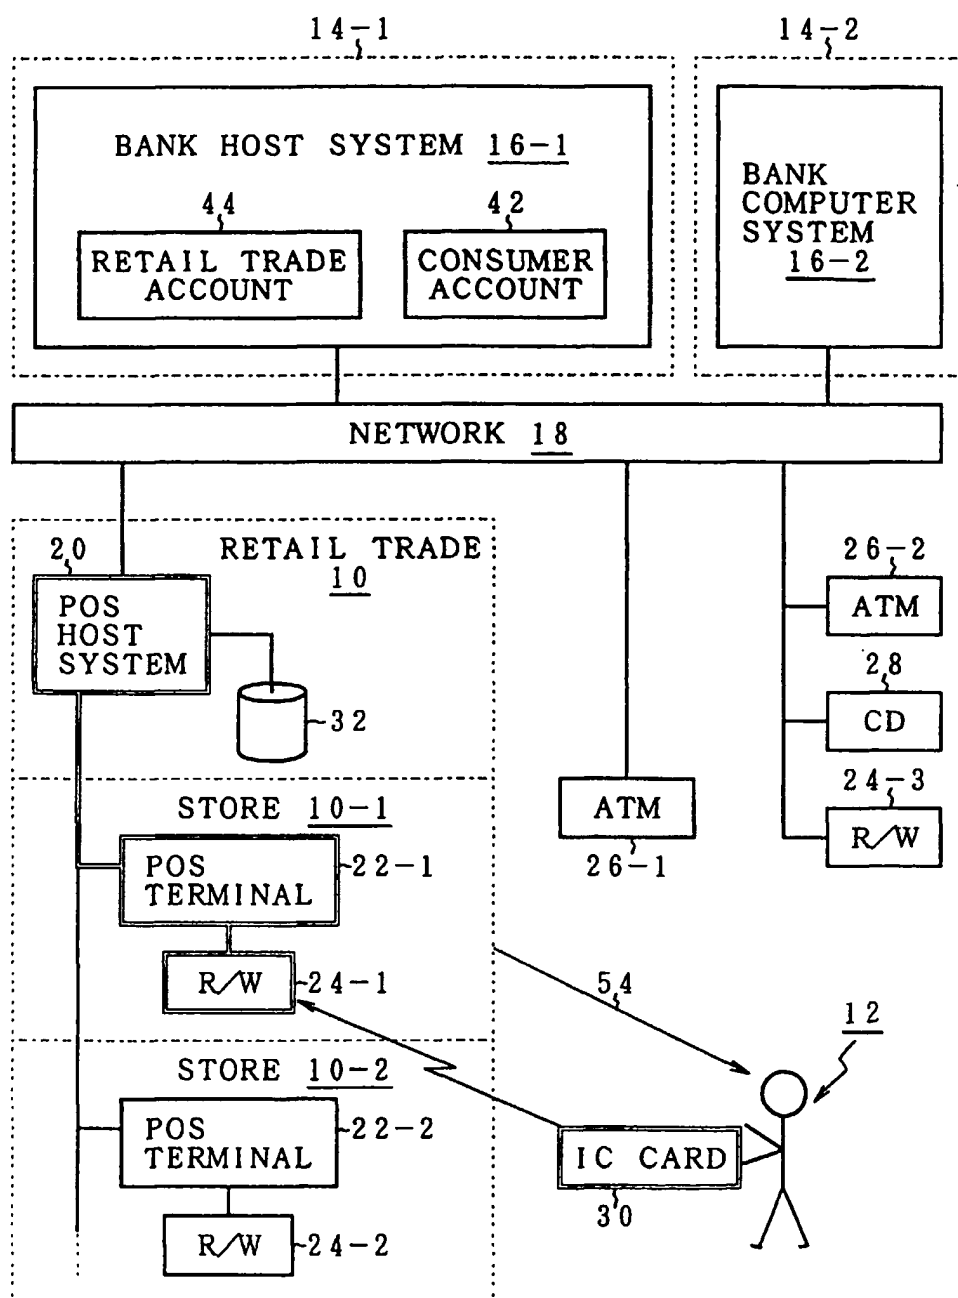 14-1
14-2
BANK HOST SYSTEM 16-1
44
42
RETAIL TRADE
ACCOUNT
CONSUMER
ACCOUNT
BANK
COMPUTER
SYSTEM
16-2
NETWORK 18
20
RETAIL TRADE
10
POS
HOST
SYSTEM
32
26-2
ATM
28
CD
24-3
R/W
ATM
26-1
STORE 10-1
POS
TERMINAL
22-1
R/W
24-1
54
12
STORE 10-2
POS
TERMINAL
22-2
R/W
24-2
IC CARD
30